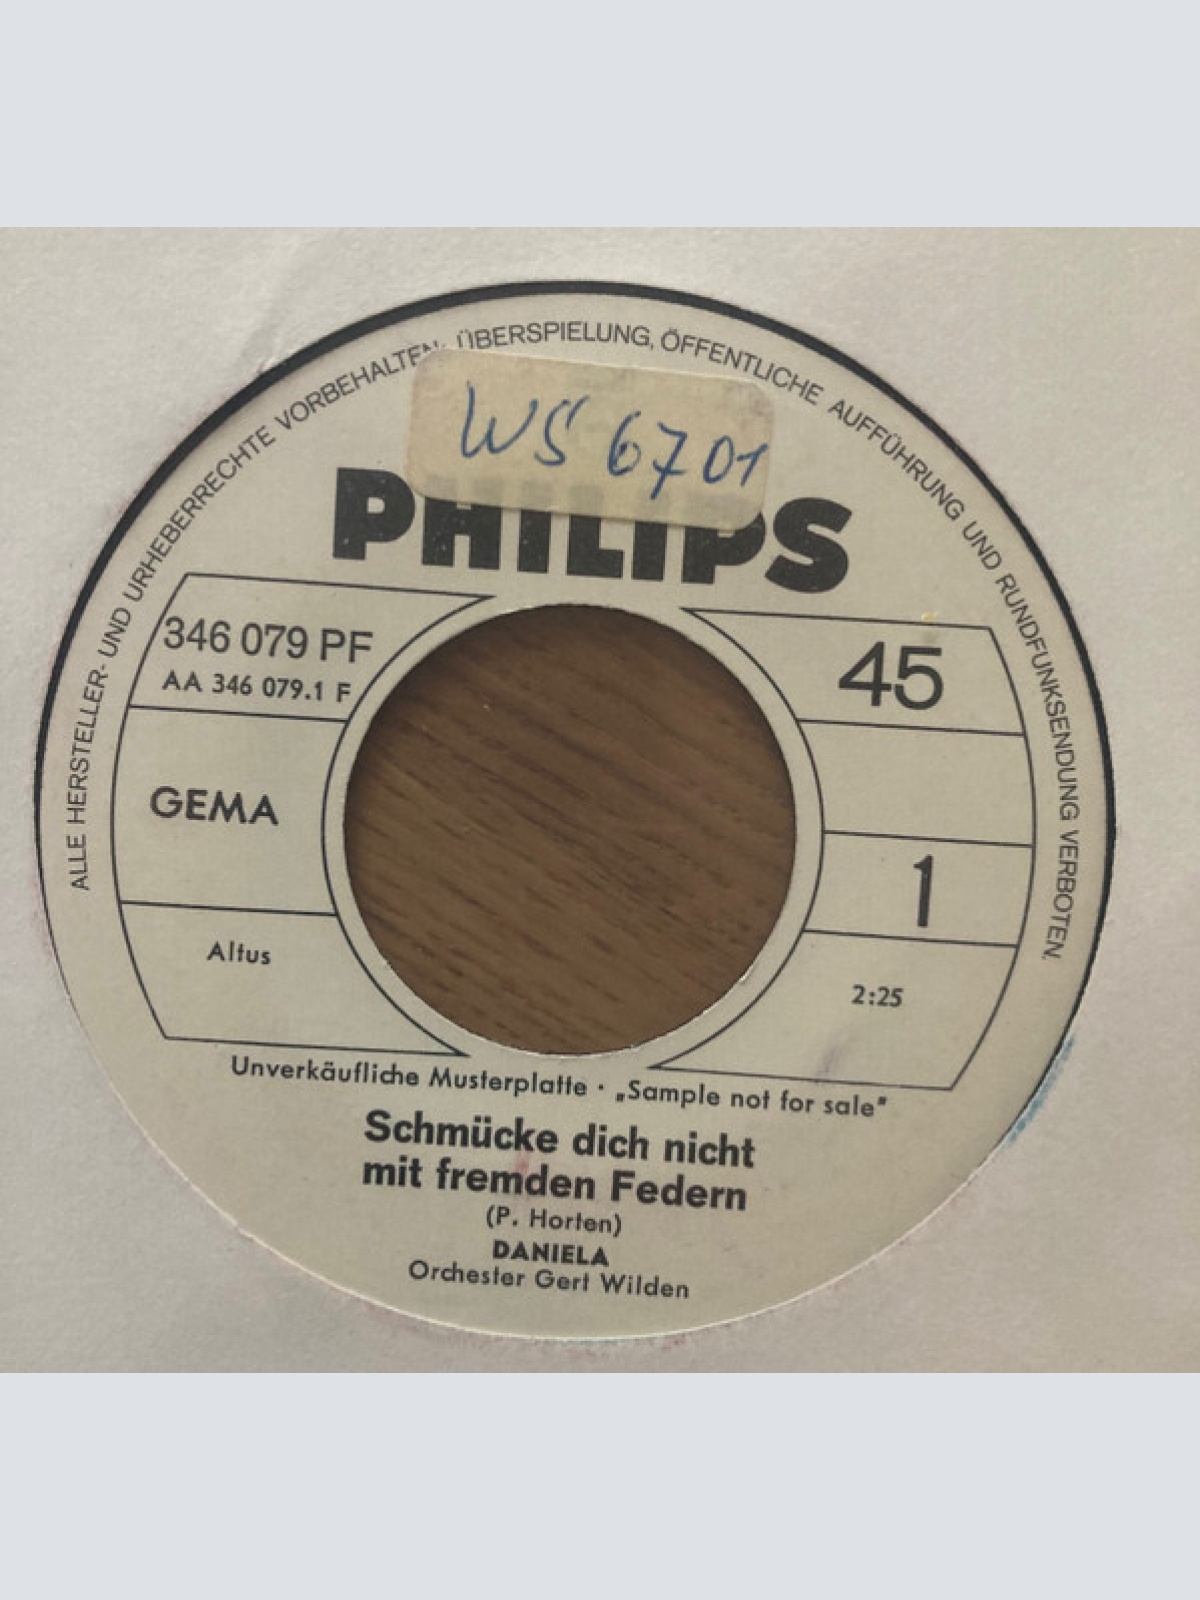 ALLE HERSTELLER- UND URHEBERRECHTE VORBEHALTEN. ÜBERSPIELUNG, ÖFFENTLICHE AUFFÜHRUNG UND RUNDFUNKSENDUNG VERBOTEN.
WS 6701
PHILIPS
346 079 PF
AA 346 079.1 F
45
GEMA
1
Altus
2:25
Unverkäufliche Musterplatte · „Sample not for sale"
Schmücke dich nicht
mit fremden Federn
(P. Horten)
DANIELA
Orchester Gert Wilden